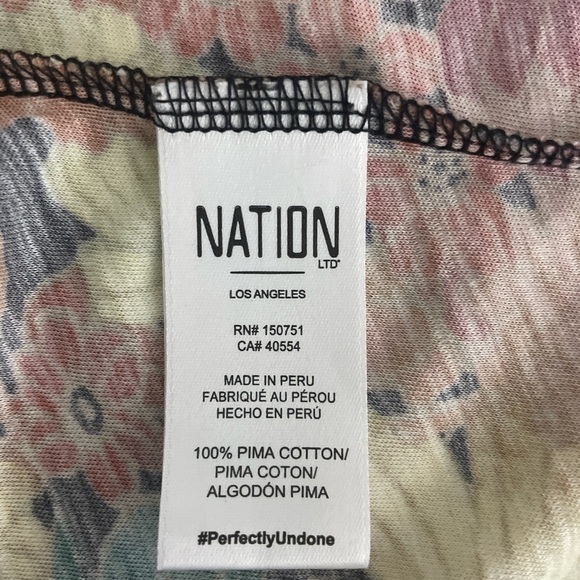 NATION
LTD
LOS ANGELES
RN# 150751
CA# 40554
MADE IN PERU
FABRIQUÉ AU PÉROU
HECHO EN PERÚ
100% PIMA COTTON/
PIMA COTON/
ALGODÓN PIMA
#PerfectlyUndone